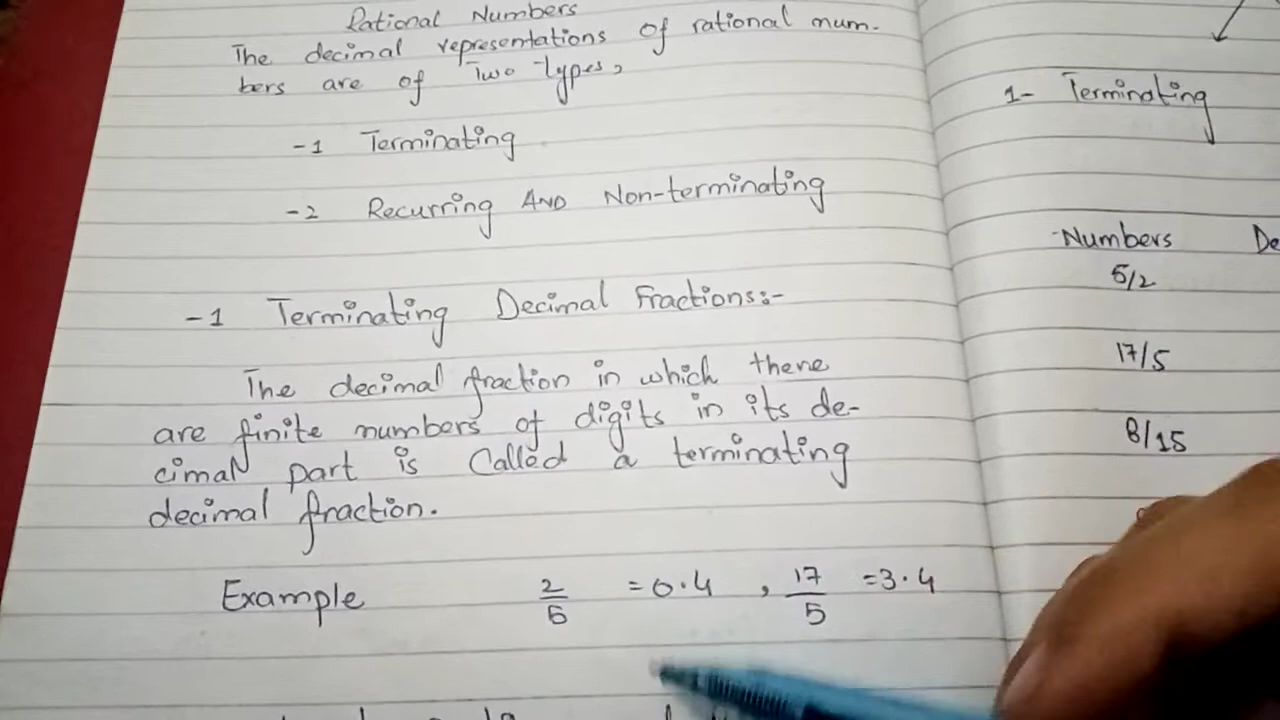 Rational Numbers
The decimal representations of rational num-
bers are of Two Types,
-1 Terminating
-2 Recurring AND Non-terminating
-1 Terminating Decimal Fractions:-
The decimal fraction in which there
are finite numbers of digits in its de-
cimal part is Called a terminating
decimal fraction.
Example 2/5 =0.4 , 17/5 =3.4
1- Terminating
Numbers De
5/2
17/5
8/15